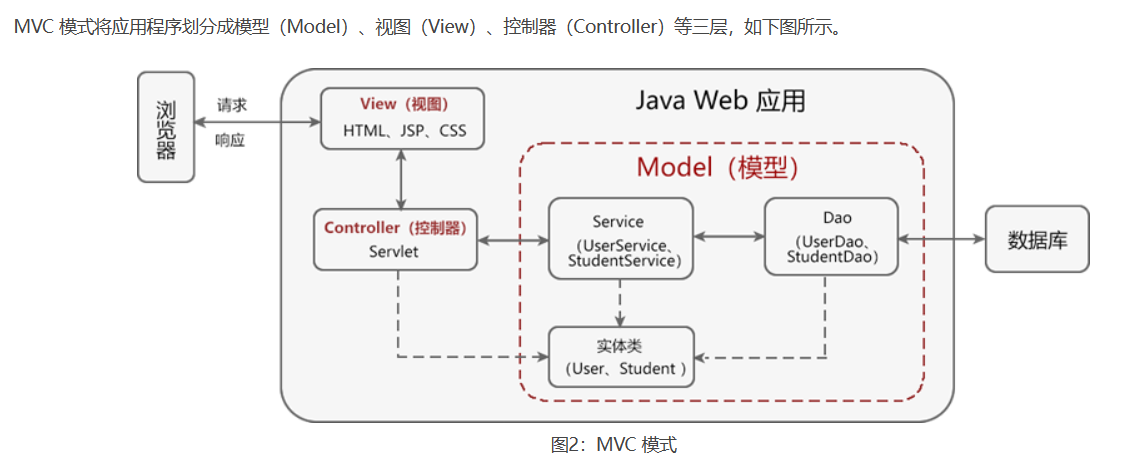 MVC 模式将应用程序划分成模型（Model）、视图（View）、控制器（Controller）等三层，如下图所示。
浏览器
请求
响应
View（视图）
HTML、JSP、CSS
Java Web 应用
Model（模型）
Controller（控制器）
Servlet
Service
（UserService、
StudentService）
Dao
（UserDao、
StudentDao）
数据库
实体类
（User、Student ）
图2：MVC 模式